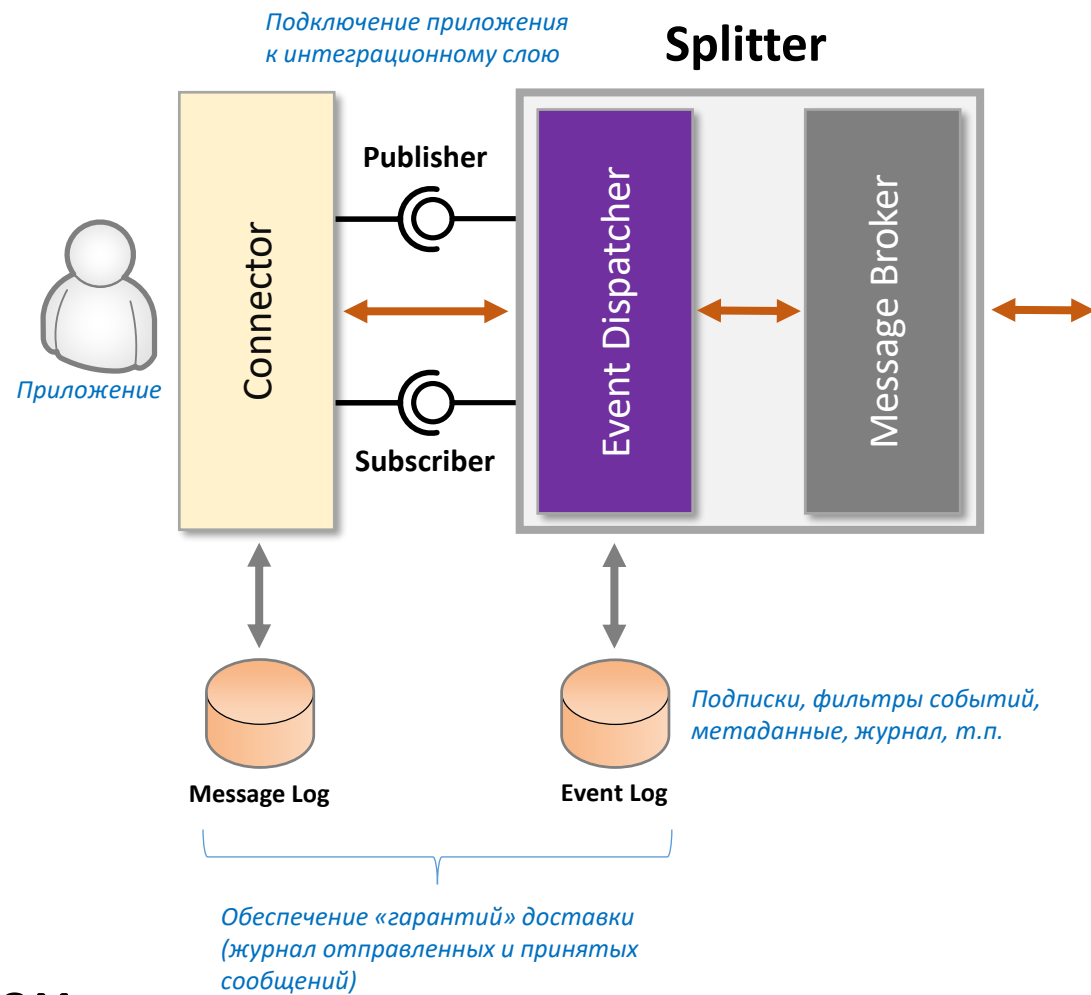 Подключение приложения
к интеграционному слою
Splitter
Publisher
Connector
Event Dispatcher
Message Broker
Приложение
Subscriber
Подписки, фильтры событий,
метаданные, журнал, т.п.
Message Log
Event Log
Обеспечение «гарантий» доставки
(журнал отправленных и принятых
сообщений)